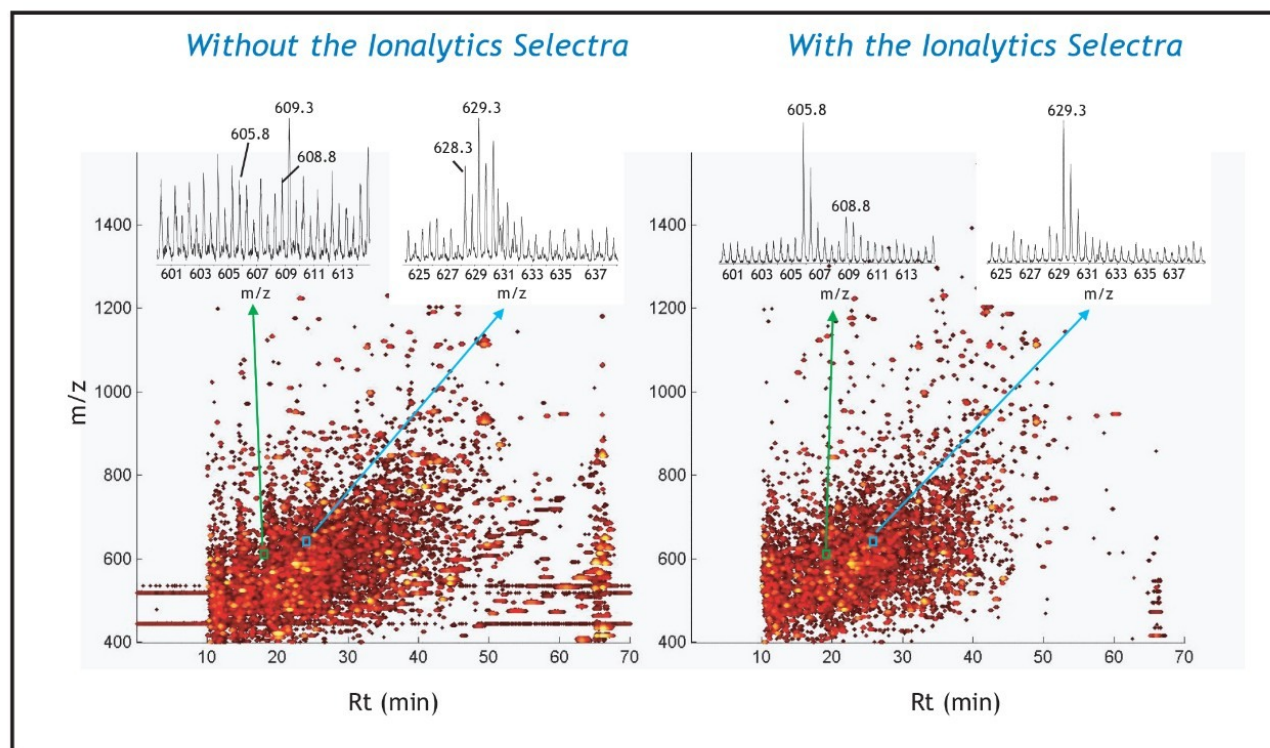 Without the Ionalytics Selectra
With the Ionalytics Selectra
609.3
605.8
608.8
601 603 605 607 609 611 613
m/z
629.3
628.3
625 627 629 631 633 635 637
m/z
605.8
608.8
601 603 605 607 609 611 613
m/z
629.3
625 627 629 631 633 635 637
m/z
m/z
1400
1200
1000
800
600
400
10 20 30 40 50 60 70
Rt (min)
1400
1200
1000
800
600
400
10 20 30 40 50 60 70
Rt (min)